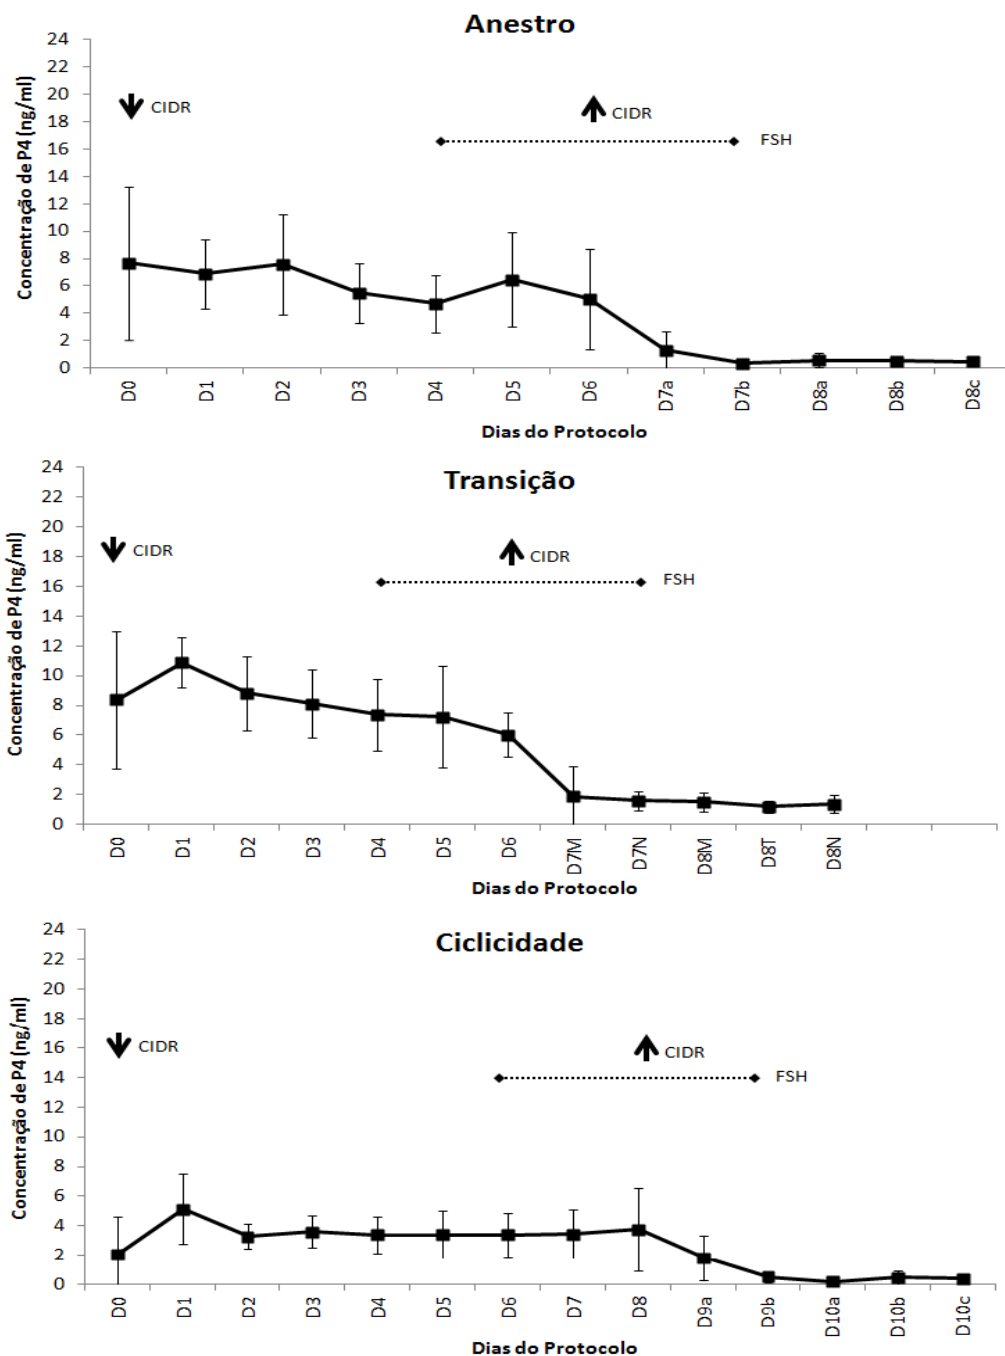 Anestro
Concentração de P4 (ng/ml)
24
22
20
18
16
14
12
10
8
6
4
2
0
CIDR
CIDR
FSH
D0
D1
D2
D3
D4
D5
D6
D7a
D7b
D8a
D8b
D8c
Dias do Protocolo
Transição
Concentração de P4 (ng/ml)
24
22
20
18
16
14
12
10
8
6
4
2
0
CIDR
CIDR
FSH
D0
D1
D2
D3
D4
D5
D6
D7M
D7N
D8M
D8T
D8N
Dias do Protocolo
Ciclicidade
Concentração de P4 (ng/ml)
24
22
20
18
16
14
12
10
8
6
4
2
0
CIDR
CIDR
FSH
D0
D1
D2
D3
D4
D5
D6
D7
D8
D9a
D9b
D10a
D10b
D10c
Dias do Protocolo